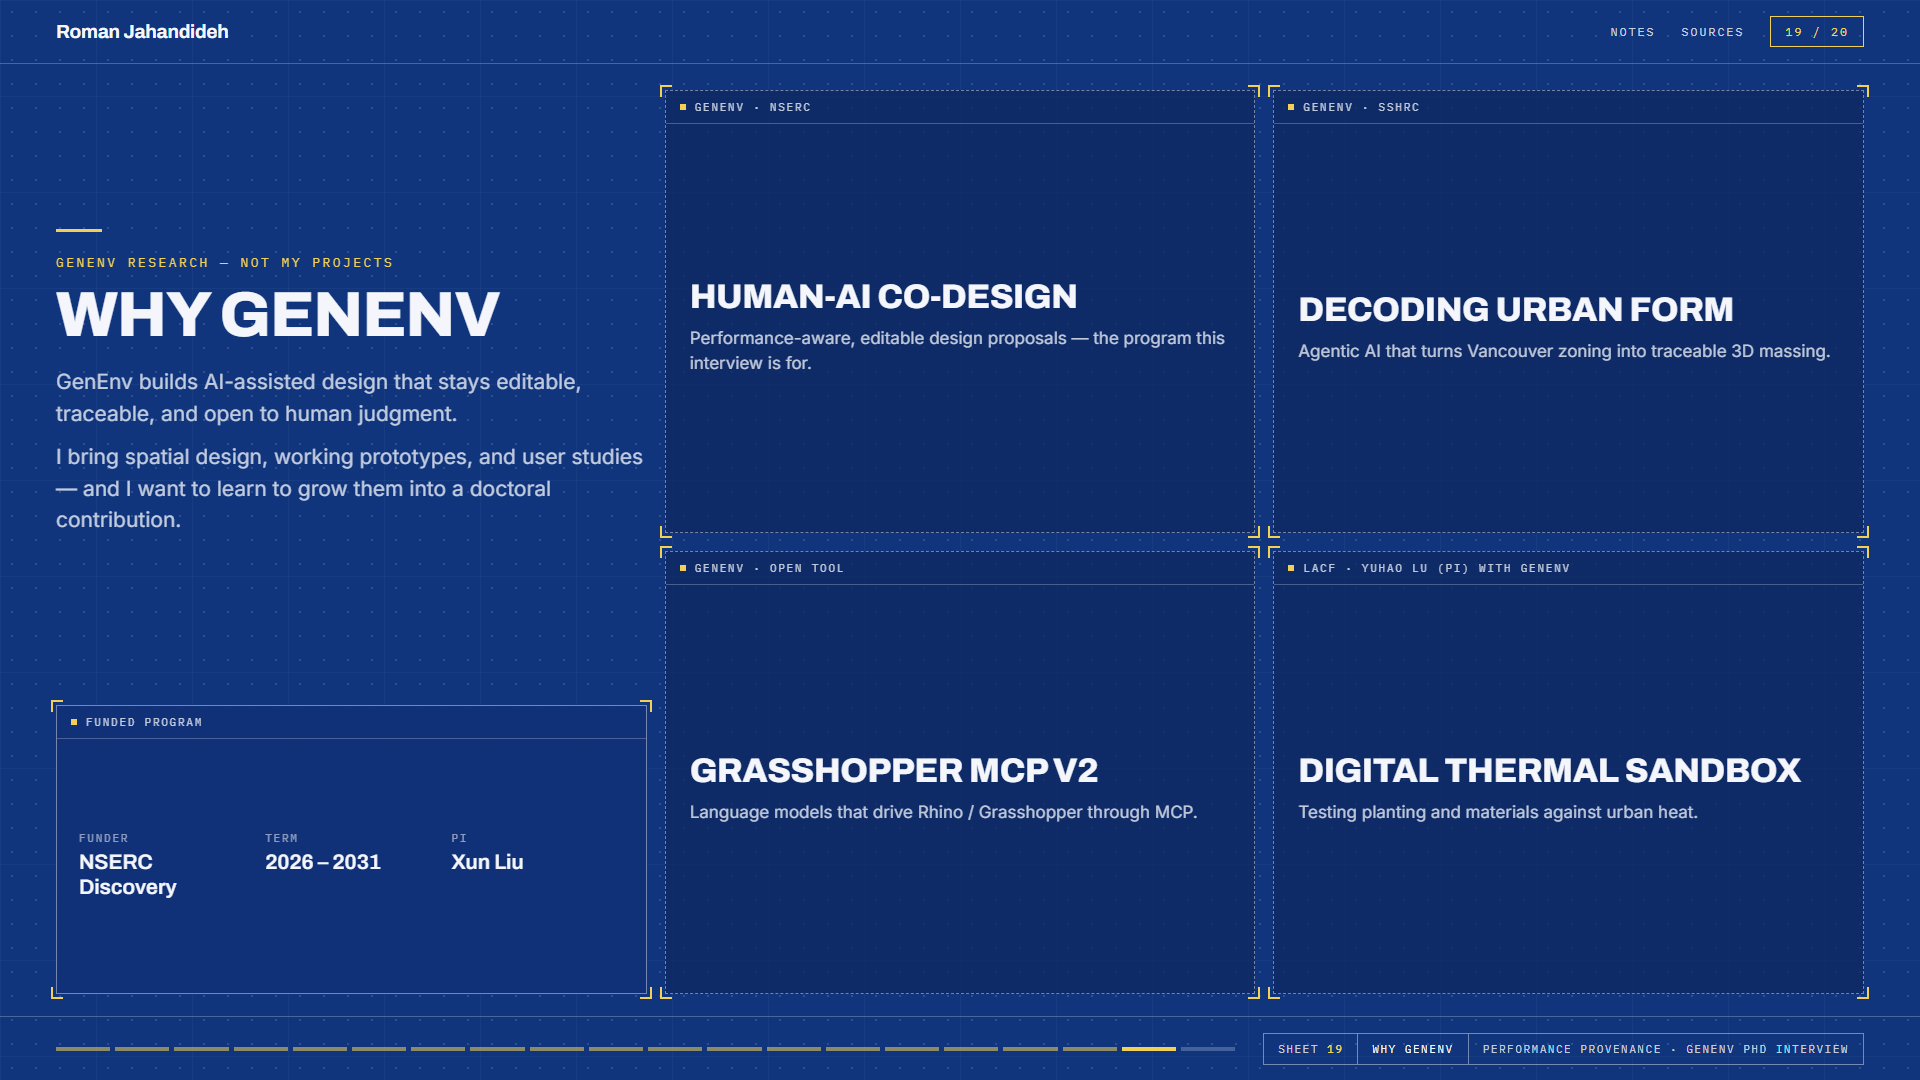 Roman Jahandideh
NOTES
SOURCES
19 / 20
GENENV RESEARCH — NOT MY PROJECTS
WHY GENENV
GenEnv builds AI-assisted design that stays editable,
traceable, and open to human judgment.
I bring spatial design, working prototypes, and user studies
— and I want to learn to grow them into a doctoral
contribution.
FUNDED PROGRAM
FUNDER
NSERC
Discovery
TERM
2026 – 2031
PI
Xun Liu
GENENV · NSERC
HUMAN-AI CO-DESIGN
Performance-aware, editable design proposals — the program this
interview is for.
GENENV · SSHRC
DECODING URBAN FORM
Agentic AI that turns Vancouver zoning into traceable 3D massing.
GENENV · OPEN TOOL
GRASSHOPPER MCP V2
Language models that drive Rhino / Grasshopper through MCP.
LACF · YUHAO LU (PI) WITH GENENV
DIGITAL THERMAL SANDBOX
Testing planting and materials against urban heat.
SHEET 19
WHY GENENV
PERFORMANCE PROVENANCE · GENENV PHD INTERVIEW